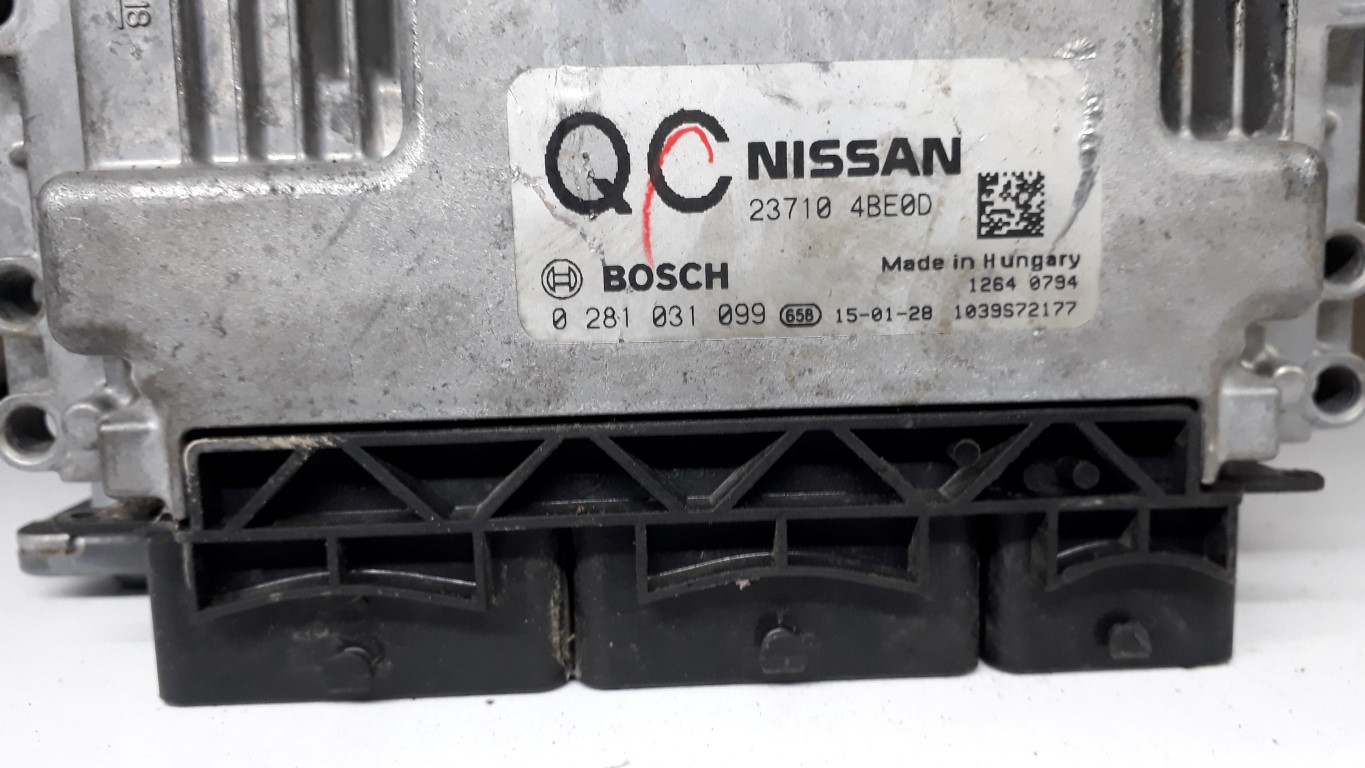 18
QC NISSAN
23710 4BE0D
BOSCH Made in Hungary
1264 0794
0 281 031 099 658 15-01-28 1039S72177